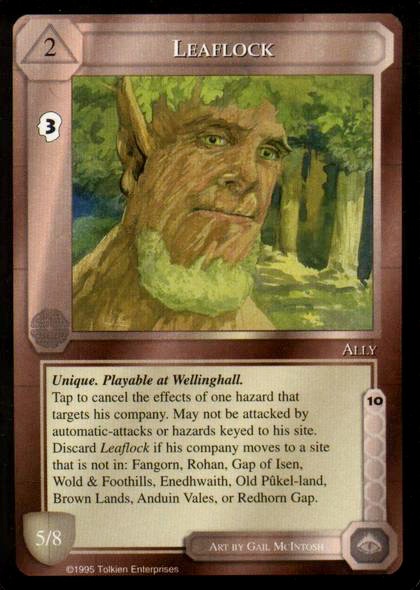 2
LEAFLOCK
3
ALLY
Unique. Playable at Wellinghall.
Tap to cancel the effects of one hazard that
targets his company. May not be attacked by
automatic-attacks or hazards keyed to his site.
Discard Leaflock if his company moves to a site
that is not in: Fangorn, Rohan, Gap of Isen,
Wold & Foothills, Enedhwaith, Old Pûkel-land,
Brown Lands, Anduin Vales, or Redhorn Gap.
10
5/8
ART BY GAIL MCINTOSH
©1995 Tolkien Enterprises